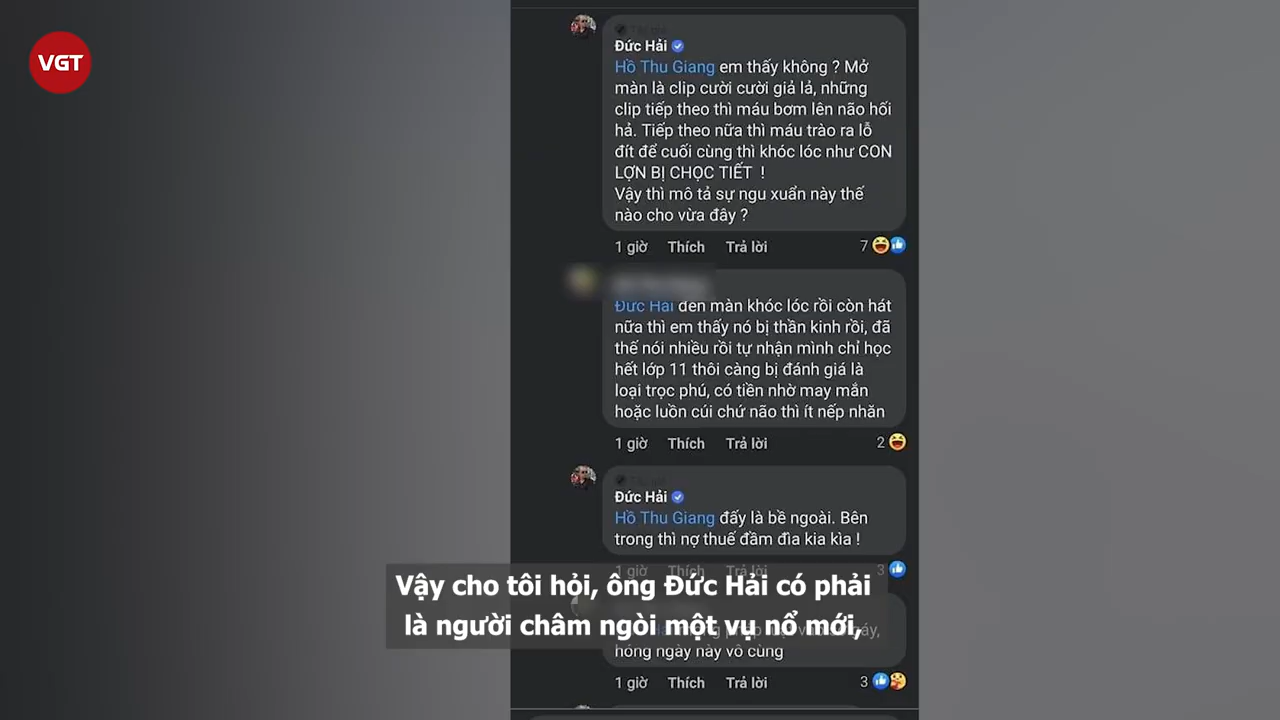 VGT
Đức Hải
Hồ Thu Giang em thấy không ? Mở
màn là clip cười cười giả lả, những
clip tiếp theo thì máu bơm lên não hối
hả. Tiếp theo nữa thì máu trào ra lỗ
đít để cuối cùng thì khóc lóc như CON
LỢN BỊ CHỌC TIẾT !
Vậy thì mô tả sự ngu xuẩn này thế
nào cho vừa đây ?
1 giờ Thích Trả lời 7
Đức Hải đến màn khóc lóc rồi còn hát
nữa thì em thấy nó bị thần kinh rồi, đã
thế nói nhiều rồi tự nhận mình chỉ học
hết lớp 11 thôi càng bị đánh giá là
loại trọc phú, có tiền nhờ may mắn
hoặc luồn cúi chứ não thì ít nếp nhăn
1 giờ Thích Trả lời 2
Đức Hải
Hồ Thu Giang đấy là bề ngoài. Bên
trong thì nợ thuế đầm đìa kia kìa !
1 giờ Thích Trả lời 3
Vậy cho tôi hỏi, ông Đức Hải có phải
là người châm ngòi một vụ nổ mới,
hóng ngày này vô cùng
1 giờ Thích Trả lời 3